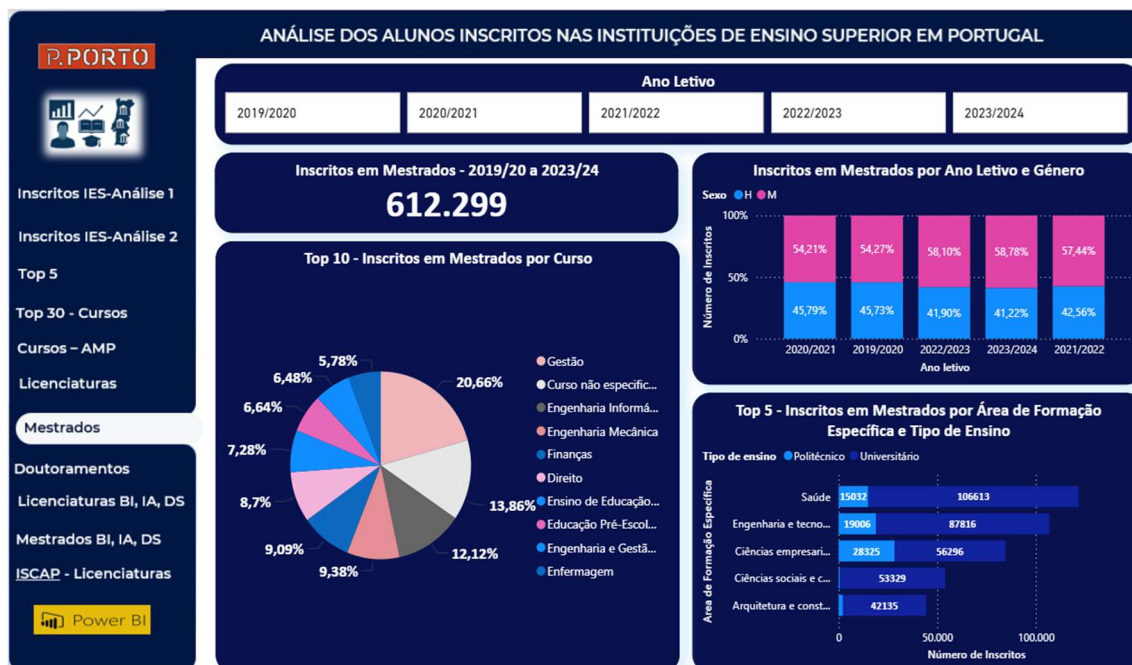 ANÁLISE DOS ALUNOS INSCRITOS NAS INSTITUIÇÕES DE ENSINO SUPERIOR EM PORTUGAL
P.PORTO
Inscritos IES-Análise 1
Inscritos IES-Análise 2
Top 5
Top 30 - Cursos
Cursos – AMP
Licenciaturas
Mestrados
Doutoramentos
Licenciaturas BI, IA, DS
Mestrados BI, IA, DS
ISCAP - Licenciaturas
Power BI
Ano Letivo
2019/2020
2020/2021
2021/2022
2022/2023
2023/2024
Inscritos em Mestrados - 2019/20 a 2023/24
612.299
Top 10 - Inscritos em Mestrados por Curso
20,66%
13,86%
12,12%
9,38%
9,09%
8,7%
7,28%
6,64%
6,48%
5,78%
Gestão
Curso não especific...
Engenharia Informá...
Engenharia Mecânica
Finanças
Direito
Ensino de Educação...
Educação Pré-Escol...
Engenharia e Gestã...
Enfermagem
Inscritos em Mestrados por Ano Letivo e Género
Sexo H M
Número de Inscritos
100%
50%
0%
54,21% 54,27% 58,10% 58,78% 57,44%
45,79% 45,73% 41,90% 41,22% 42,56%
2020/2021 2019/2020 2022/2023 2023/2024 2021/2022
Ano letivo
Top 5 - Inscritos em Mestrados por Área de Formação
Específica e Tipo de Ensino
Tipo de ensino Politécnico Universitário
Área de Formação Específica
Saúde 15032 106613
Engenharia e tecno... 19006 87816
Ciências empresari... 28325 56296
Ciências sociais e c... 53329
Arquitetura e const... 42135
0 50.000 100.000
Número de Inscritos